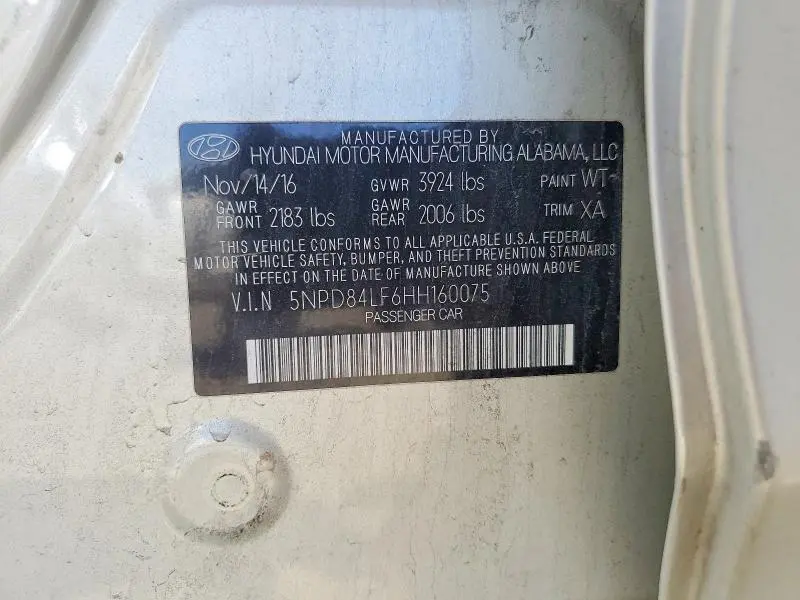 MANUFACTURED BY
HYUNDAI MOTOR MANUFACTURING ALABAMA, LLC
Nov/14/16 GVWR 3924 lbs PAINT WT
GAWR FRONT 2183 lbs GAWR REAR 2006 lbs TRIM XA
THIS VEHICLE CONFORMS TO ALL APPLICABLE U.S.A. FEDERAL
MOTOR VEHICLE SAFETY, BUMPER, AND THEFT PREVENTION STANDARDS
IN EFFECT ON THE DATE OF MANUFACTURE SHOWN ABOVE
V.I.N 5NPD84LF6HH160075
PASSENGER CAR